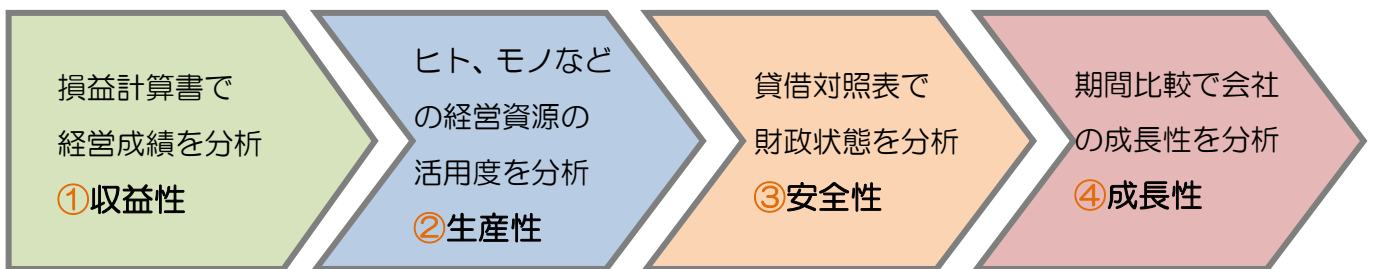 損益計算書で
経営成績を分析
①収益性
ヒト、モノなど
の経営資源の
活用度を分析
②生産性
貸借対照表で
財政状態を分析
③安全性
期間比較で会社
の成長性を分析
④成長性